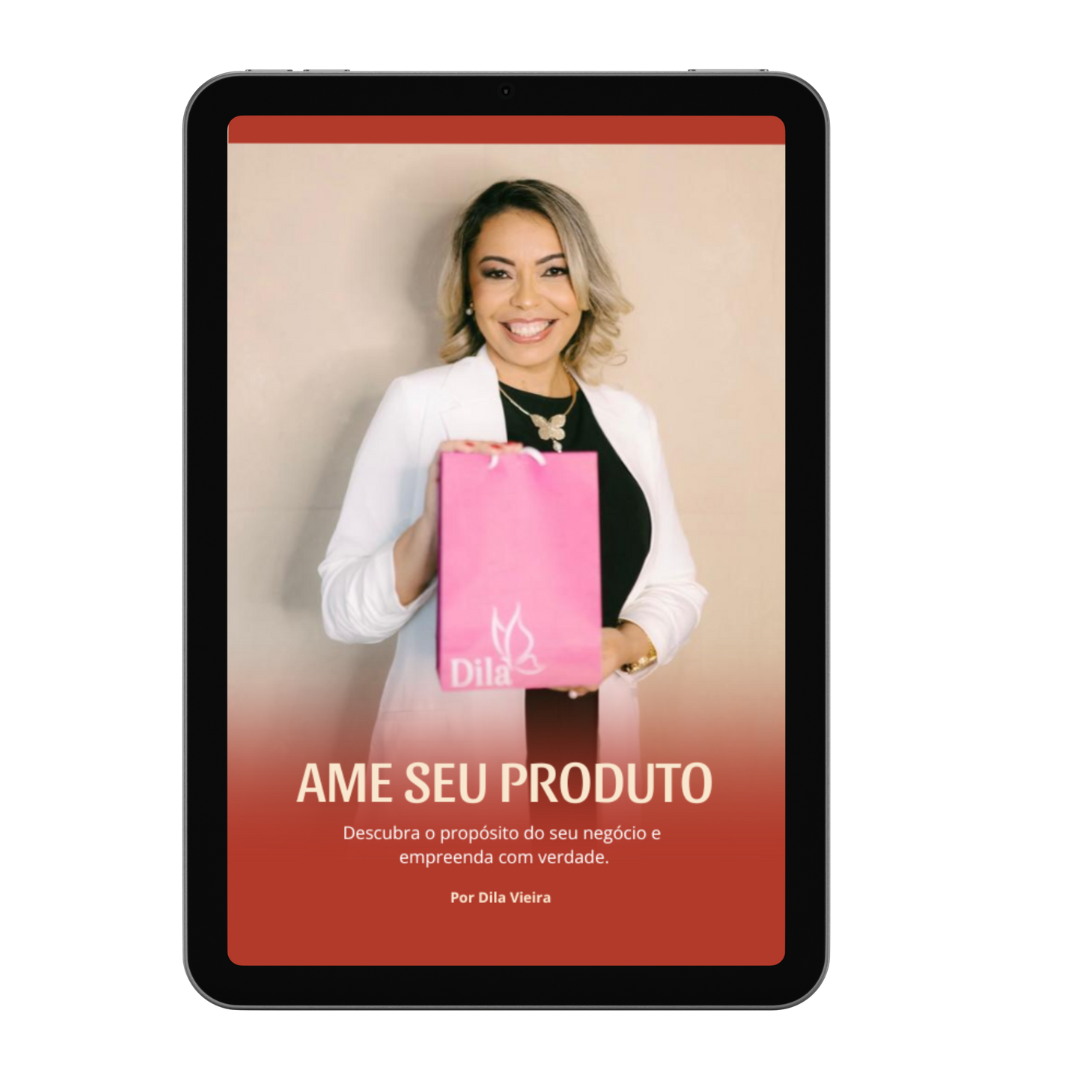 Dila
AME SEU PRODUTO
Descubra o propósito do seu negócio e
empreenda com verdade.
Por Dila Vieira